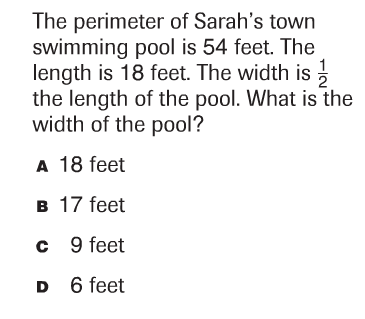 The perimeter of Sarah’s town
swimming pool is 54 feet. The
length is 18 feet. The width is 1/2
the length of the pool. What is the
width of the pool?
A 18 feet
B 17 feet
C 9 feet
D 6 feet